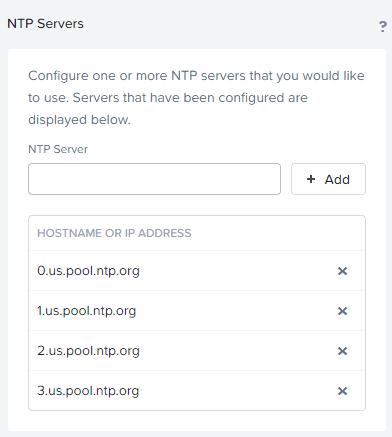 NTP Servers
?
Configure one or more NTP servers that you would like
to use. Servers that have been configured are
displayed below.
NTP Server
+ Add
HOSTNAME OR IP ADDRESS
0.us.pool.ntp.org ×
1.us.pool.ntp.org ×
2.us.pool.ntp.org ×
3.us.pool.ntp.org ×